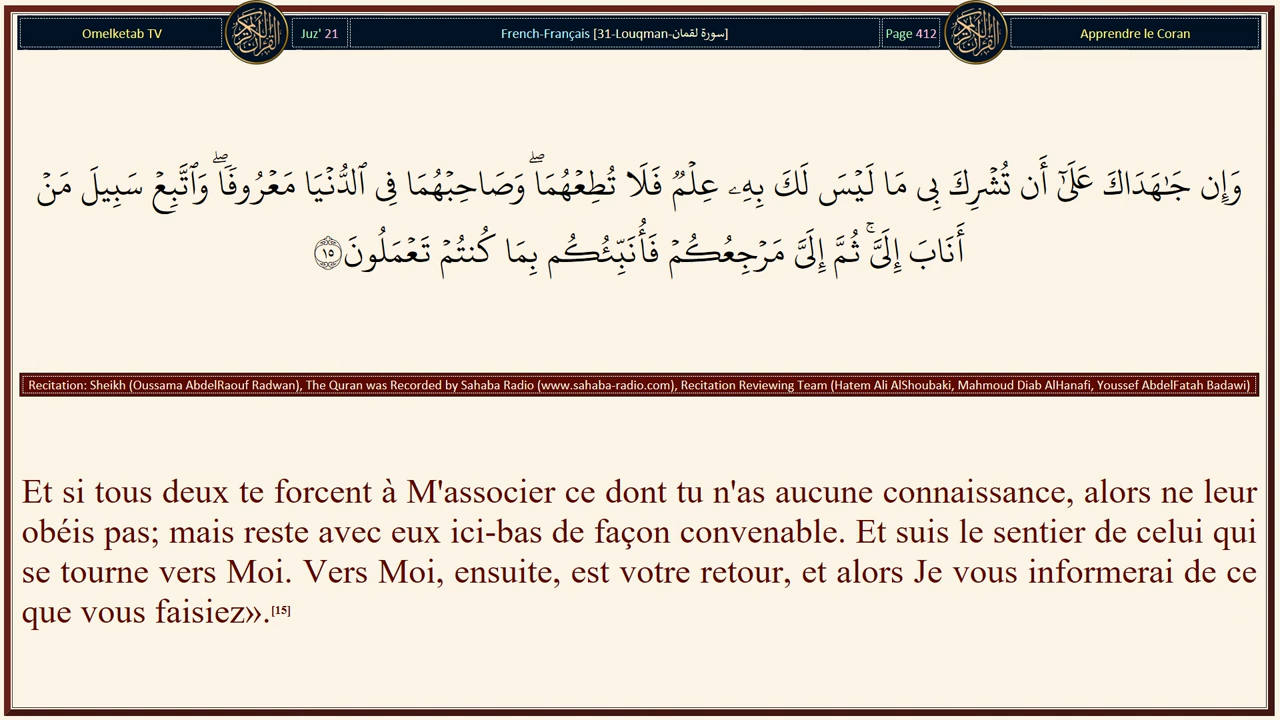 Omelketab TV
Juz' 21
French-Français [31-Louqman-سورة لقمان]
Page 412
Apprendre le Coran
وَإِن جَٰهَدَاكَ عَلَىٰٓ أَن تُشۡرِكَ بِي مَا لَيۡسَ لَكَ بِهِۦ عِلۡمٞ فَلَا تُطِعۡهُمَاۖ وَصَاحِبۡهُمَا فِي ٱلدُّنۡيَا مَعۡرُوفٗاۖ وَٱتَّبِعۡ سَبِيلَ مَنۡ
أَنَابَ إِلَيَّۚ ثُمَّ إِلَيَّ مَرۡجِعُكُمۡ فَأُنَبِّئُكُم بِمَا كُنتُمۡ تَعۡمَلُونَ ١٥
Recitation: Sheikh (Oussama AbdelRaouf Radwan), The Quran was Recorded by Sahaba Radio (www.sahaba-radio.com), Recitation Reviewing Team (Hatem Ali AlShoubaki, Mahmoud Diab AlHanafi, Youssef AbdelFatah Badawi)
Et si tous deux te forcent à M'associer ce dont tu n'as aucune connaissance, alors ne leur
obéis pas; mais reste avec eux ici-bas de façon convenable. Et suis le sentier de celui qui
se tourne vers Moi. Vers Moi, ensuite, est votre retour, et alors Je vous informerai de ce
que vous faisiez».[15]